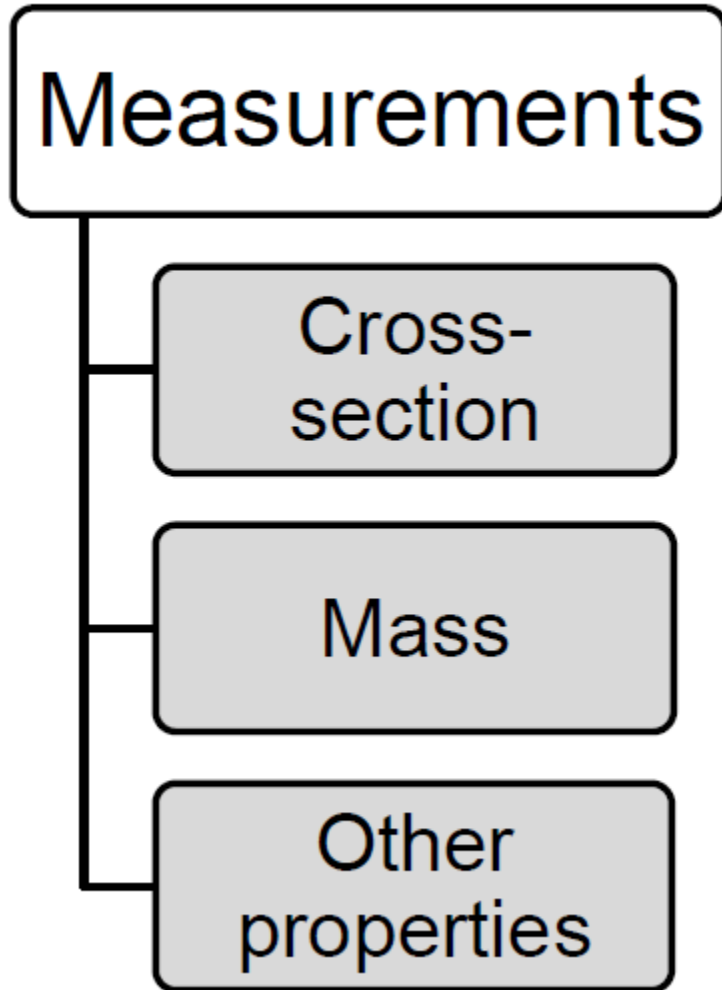 Measurements
Cross-
section
Mass
Other
properties